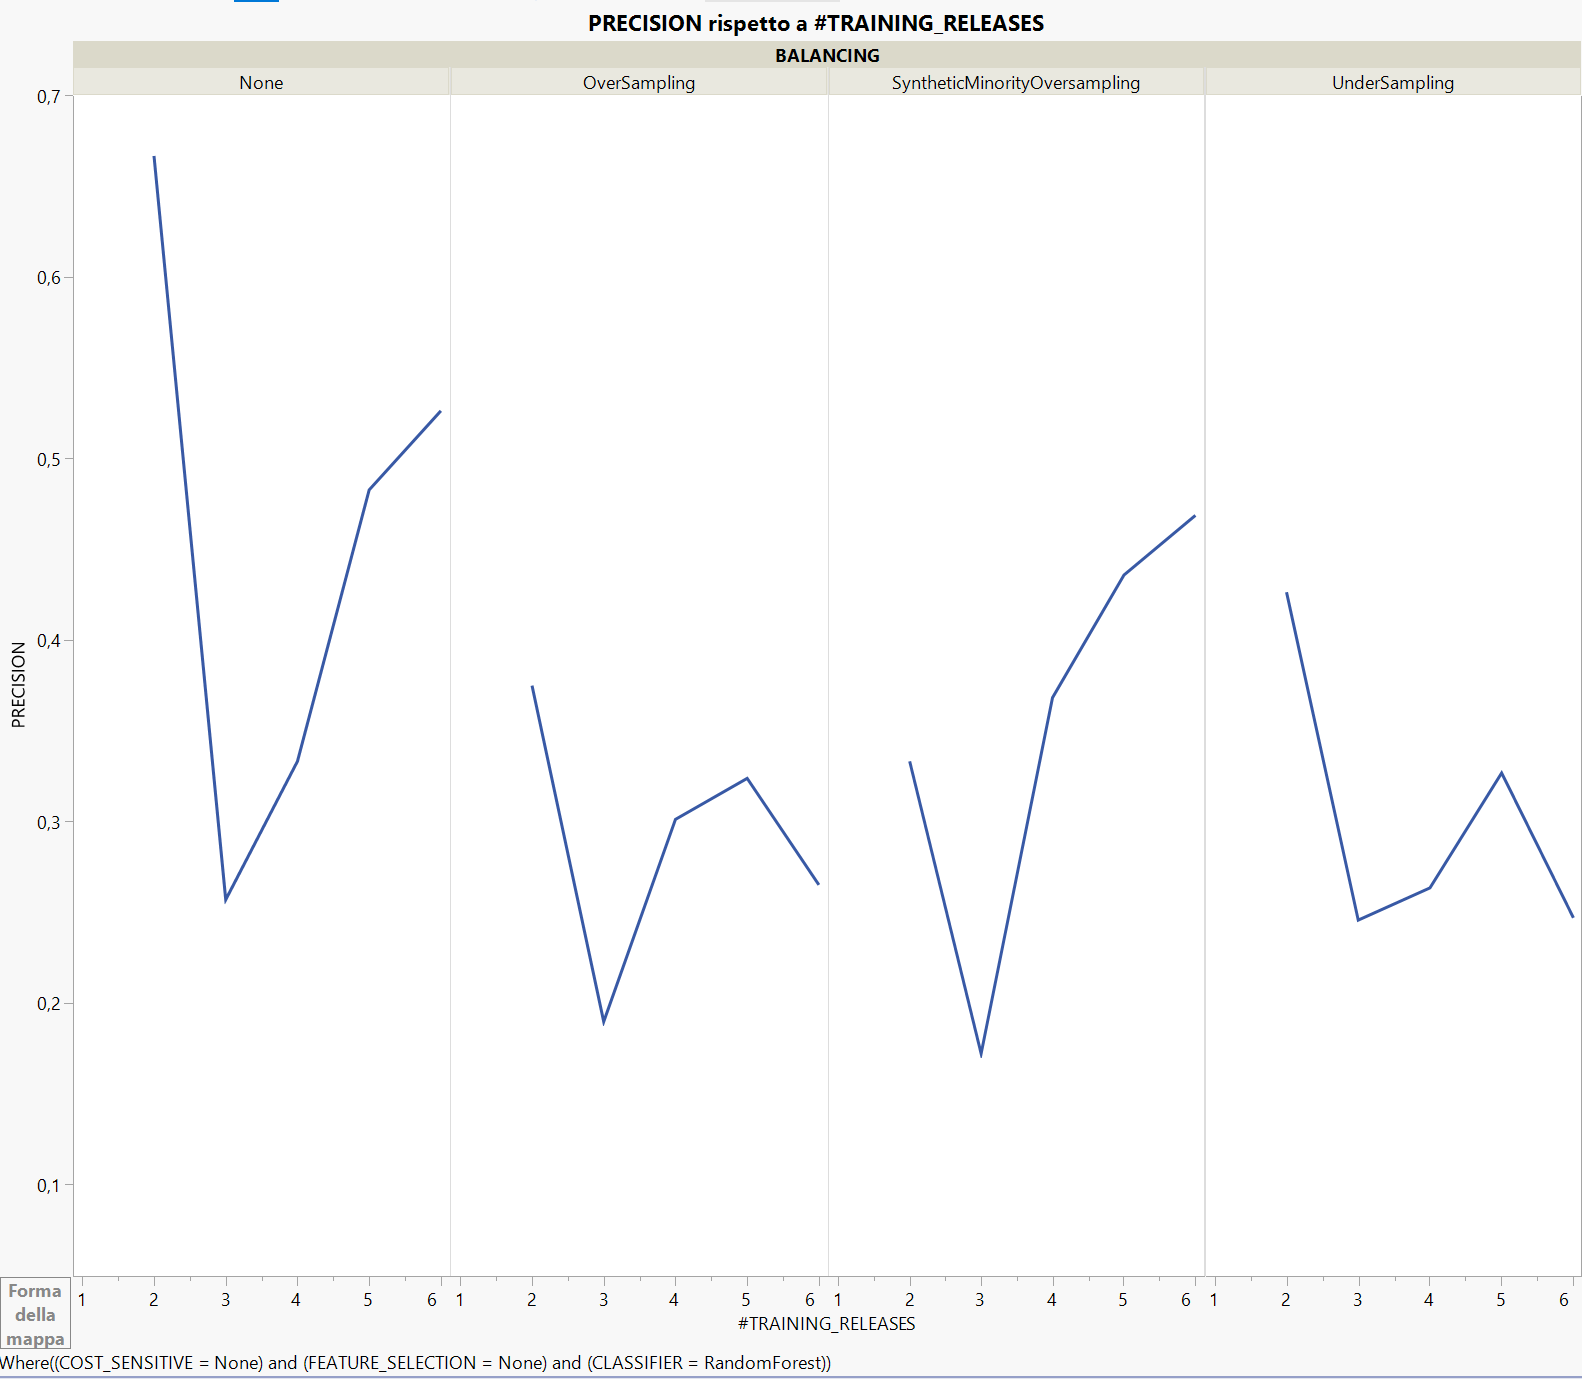 PRECISION rispetto a #TRAINING_RELEASES
BALANCING
None OverSampling SyntheticMinorityOversampling UnderSampling
0,7
0,6
0,5
0,4
0,3
0,2
0,1
PRECISION
1 2 3 4 5 6 1 2 3 4 5 6 1 2 3 4 5 6 1 2 3 4 5 6
#TRAINING_RELEASES
Forma
della
mappa
Where((COST_SENSITIVE = None) and (FEATURE_SELECTION = None) and (CLASSIFIER = RandomForest))